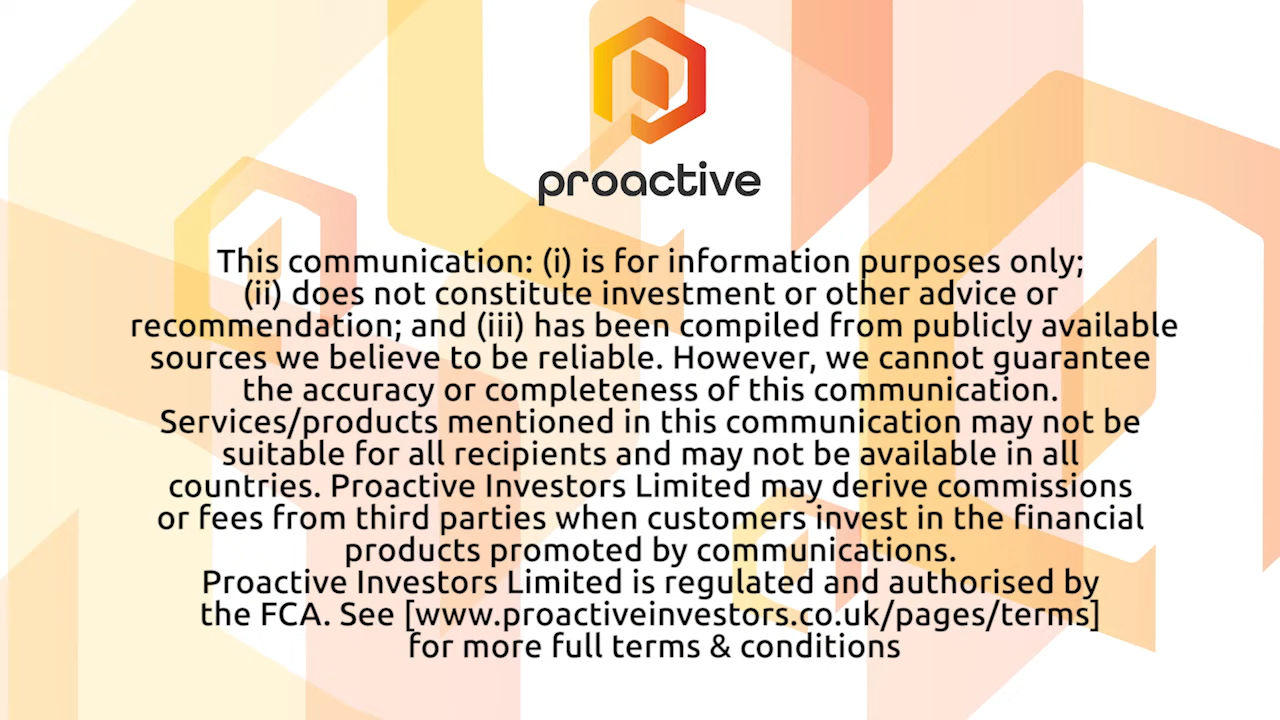 proactive
This communication: (i) is for information purposes only;
(ii) does not constitute investment or other advice or
recommendation; and (iii) has been compiled from publicly available
sources we believe to be reliable. However, we cannot guarantee
the accuracy or completeness of this communication.
Services/products mentioned in this communication may not be
suitable for all recipients and may not be available in all
countries. Proactive Investors Limited may derive commissions
or fees from third parties when customers invest in the financial
products promoted by communications.
Proactive Investors Limited is regulated and authorised by
the FCA. See [www.proactiveinvestors.co.uk/pages/terms]
for more full terms & conditions